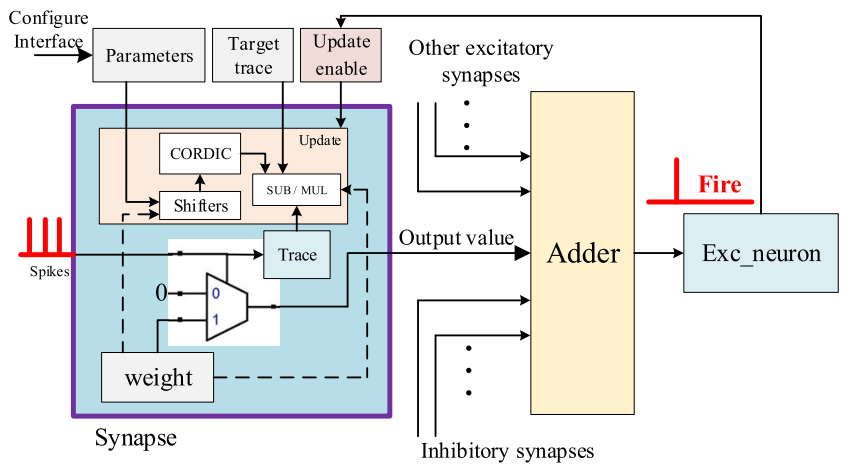 Configure
Interface
Parameters
Target
trace
Update
enable
Other excitatory
synapses
Update
CORDIC
SUB / MUL
Shifters
Fire
Spikes
Trace
Output value
Adder
Exc_neuron
0
0
1
weight
Synapse
Inhibitory synapses